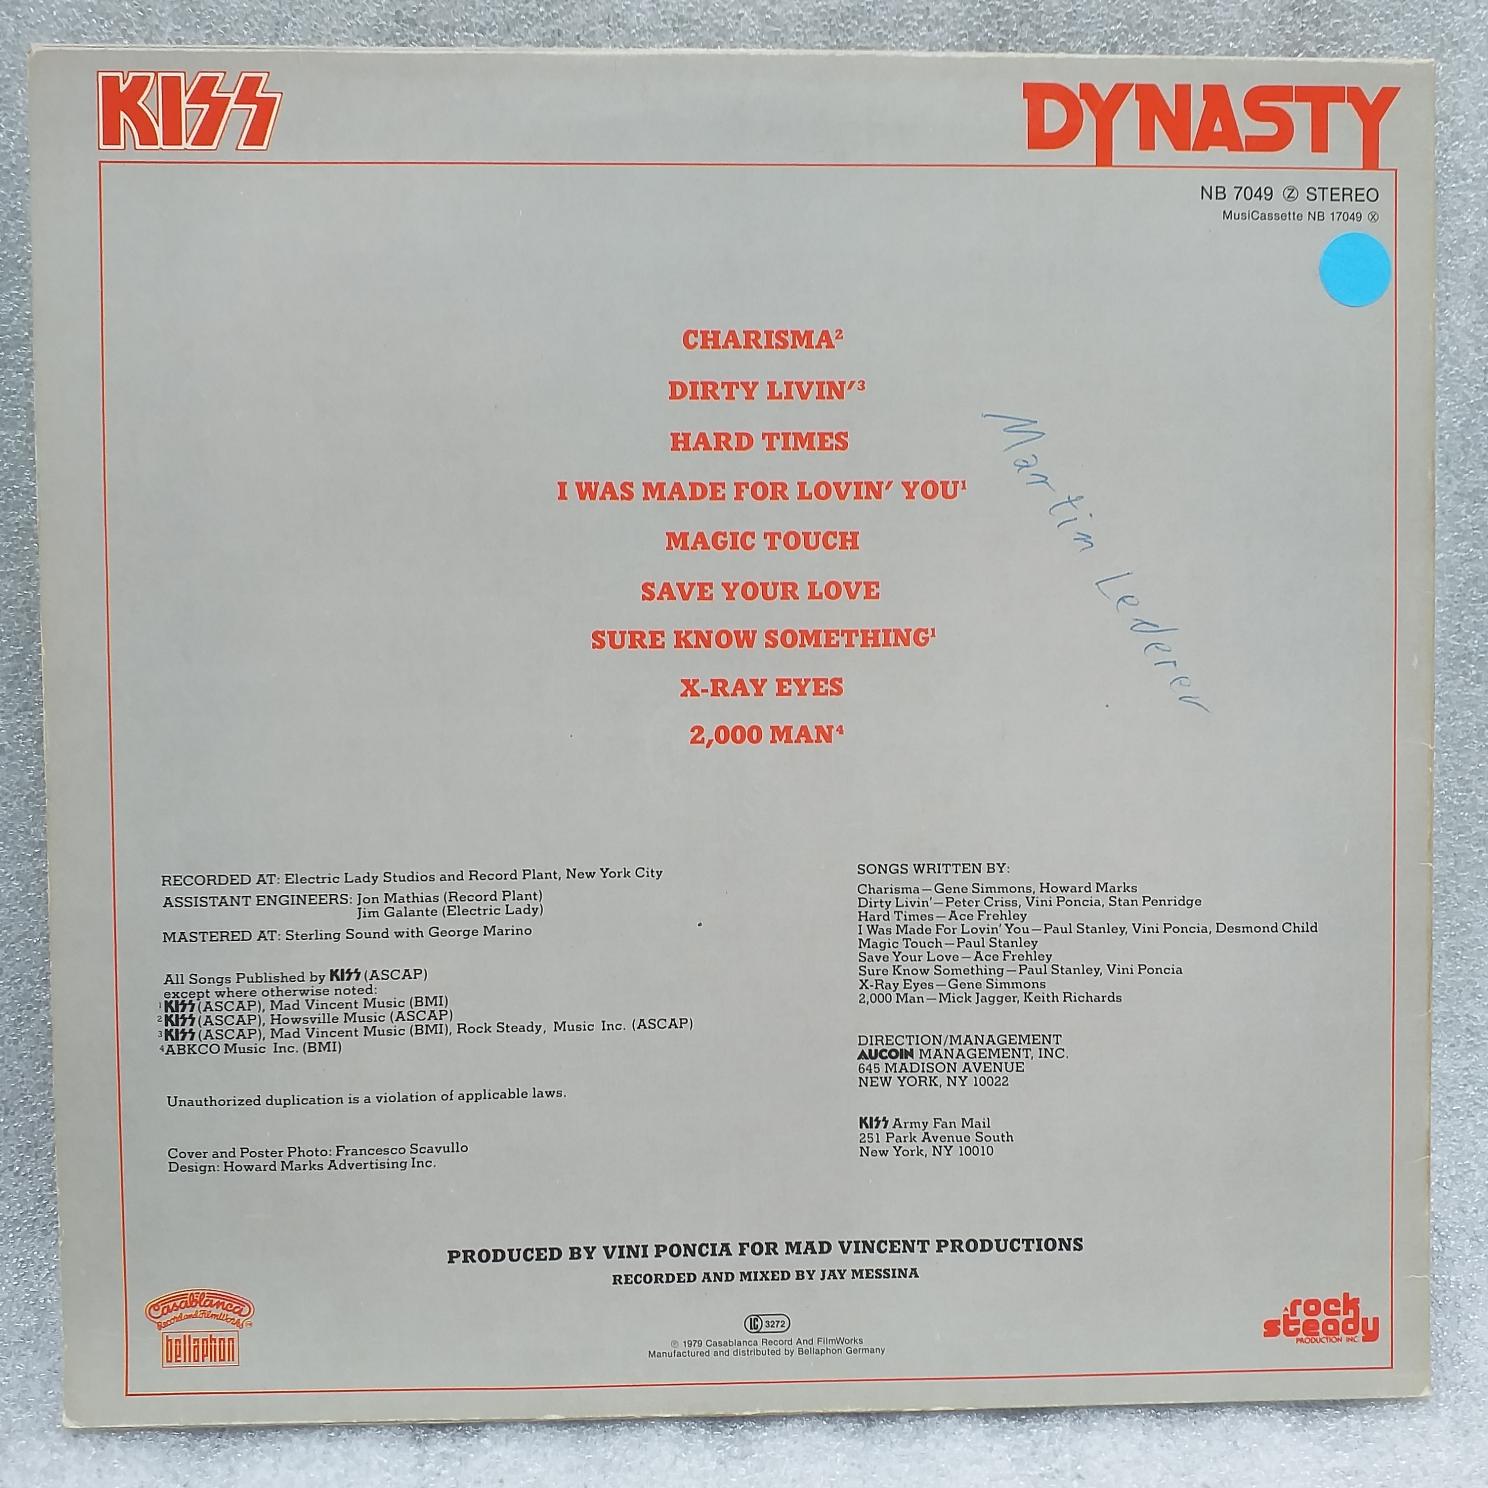 KISS
DYNASTY
NB 7049 Ⓩ STEREO
MusiCassette NB 17049 Ⓧ
CHARISMA²
DIRTY LIVIN'³
HARD TIMES
I WAS MADE FOR LOVIN' YOU¹
MAGIC TOUCH
SAVE YOUR LOVE
SURE KNOW SOMETHING¹
X-RAY EYES
2,000 MAN⁴
Martin Lederer
RECORDED AT: Electric Lady Studios and Record Plant, New York City
ASSISTANT ENGINEERS: Jon Mathias (Record Plant)
Jim Galante (Electric Lady)
MASTERED AT: Sterling Sound with George Marino
All Songs Published by KISS (ASCAP)
except where otherwise noted:
¹KISS (ASCAP), Mad Vincent Music (BMI)
²KISS (ASCAP), Howsville Music (ASCAP)
³KISS (ASCAP), Mad Vincent Music (BMI), Rock Steady, Music Inc. (ASCAP)
⁴ABKCO Music Inc. (BMI)
Unauthorized duplication is a violation of applicable laws.
Cover and Poster Photo: Francesco Scavullo
Design: Howard Marks Advertising Inc.
SONGS WRITTEN BY:
Charisma—Gene Simmons, Howard Marks
Dirty Livin'—Peter Criss, Vini Poncia, Stan Penridge
Hard Times—Ace Frehley
I Was Made For Lovin' You—Paul Stanley, Vini Poncia, Desmond Child
Magic Touch—Paul Stanley
Save Your Love—Ace Frehley
Sure Know Something—Paul Stanley, Vini Poncia
X-Ray Eyes—Gene Simmons
2,000 Man—Mick Jagger, Keith Richards
DIRECTION/MANAGEMENT
AUCOIN MANAGEMENT, INC.
645 MADISON AVENUE
NEW YORK, NY 10022
KISS Army Fan Mail
251 Park Avenue South
New York, NY 10010
PRODUCED BY VINI PONCIA FOR MAD VINCENT PRODUCTIONS
RECORDED AND MIXED BY JAY MESSINA
Casablanca
Record and FilmWorks
bellaphon
LC 3272
℗ 1979 Casablanca Record And FilmWorks
Manufactured and distributed by Bellaphon Germany
A rock
steady
PRODUCTION INC.